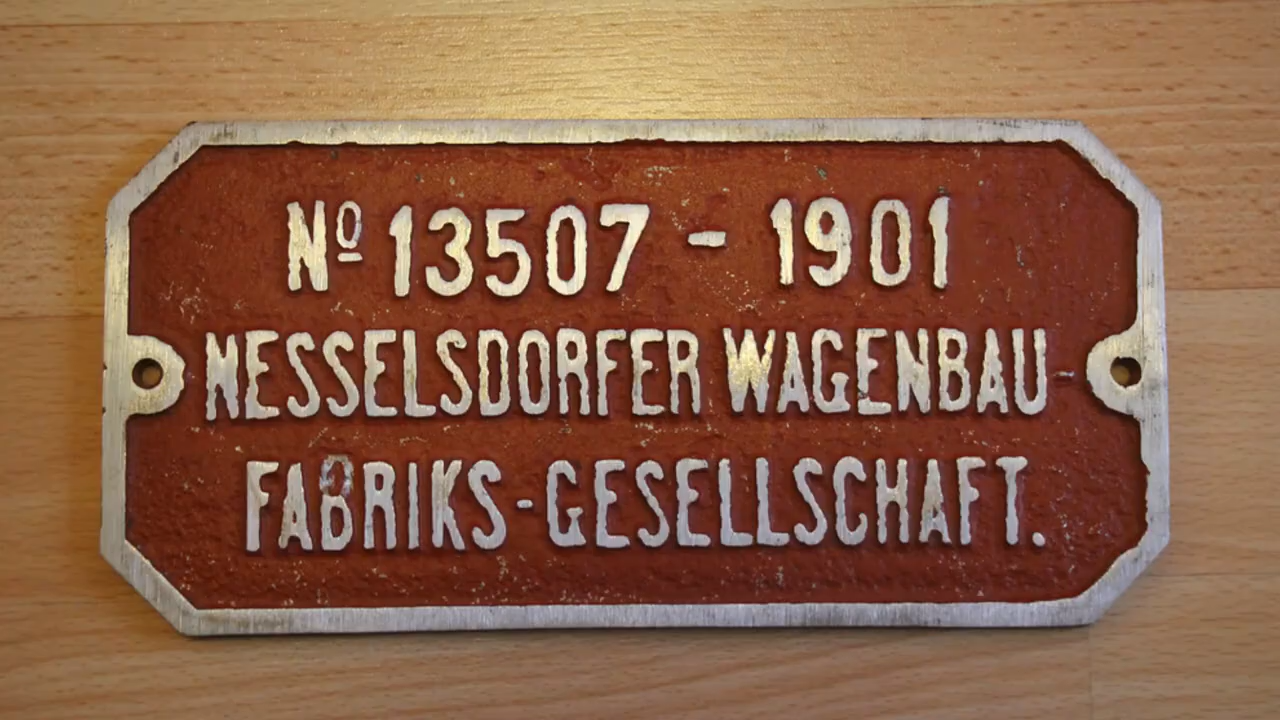 Nº 13507 - 1901
NESSELSDORFER WAGENBAU
FABRIKS-GESELLSCHAFT.